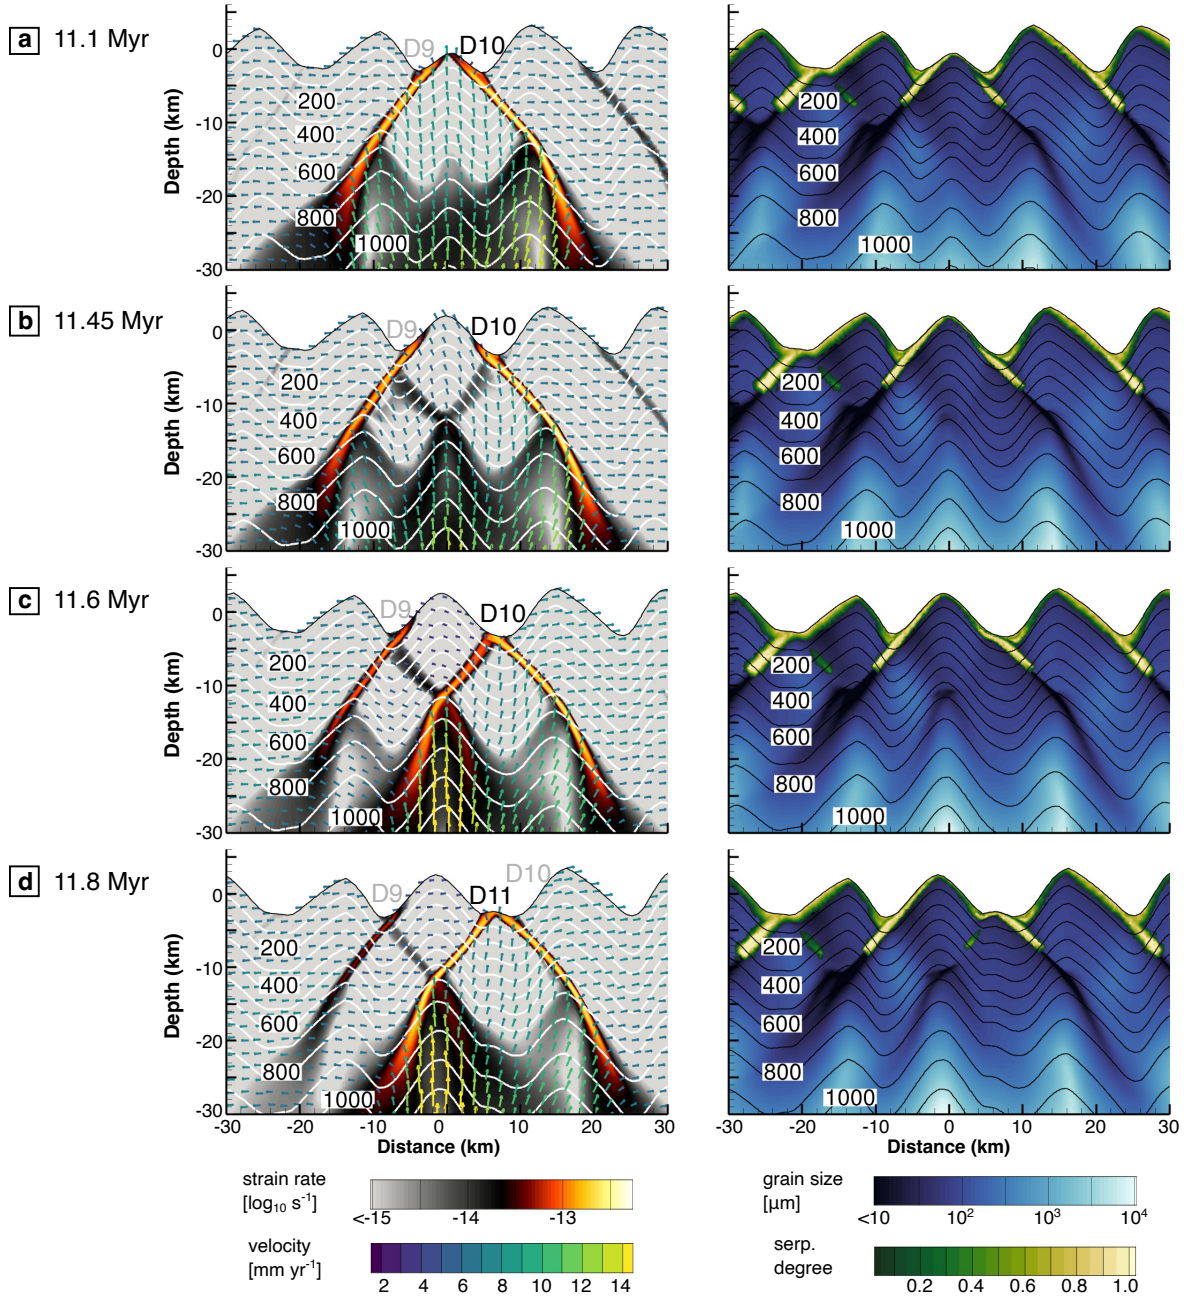 a 11.1 Myr
D9 D10
0
-10
-20
-30
Depth (km)
200
400
600
800
1000
200
400
600
800
1000
b 11.45 Myr
D9 D10
0
-10
-20
-30
Depth (km)
200
400
600
800
1000
200
400
600
800
1000
c 11.6 Myr
D9 D10
0
-10
-20
-30
Depth (km)
200
400
600
800
1000
200
400
600
800
1000
d 11.8 Myr
D9 D11 D10
0
-10
-20
-30
Depth (km)
200
400
600
800
1000
200
400
600
800
1000
-30 -20 -10 0 10 20 30
Distance (km)
-30 -20 -10 0 10 20 30
Distance (km)
strain rate
[log₁₀ s⁻¹]
<-15 -14 -13
velocity
[mm yr⁻¹]
2 4 6 8 10 12 14
grain size
[µm]
<10 10² 10³ 10⁴
serp.
degree
0.2 0.4 0.6 0.8 1.0